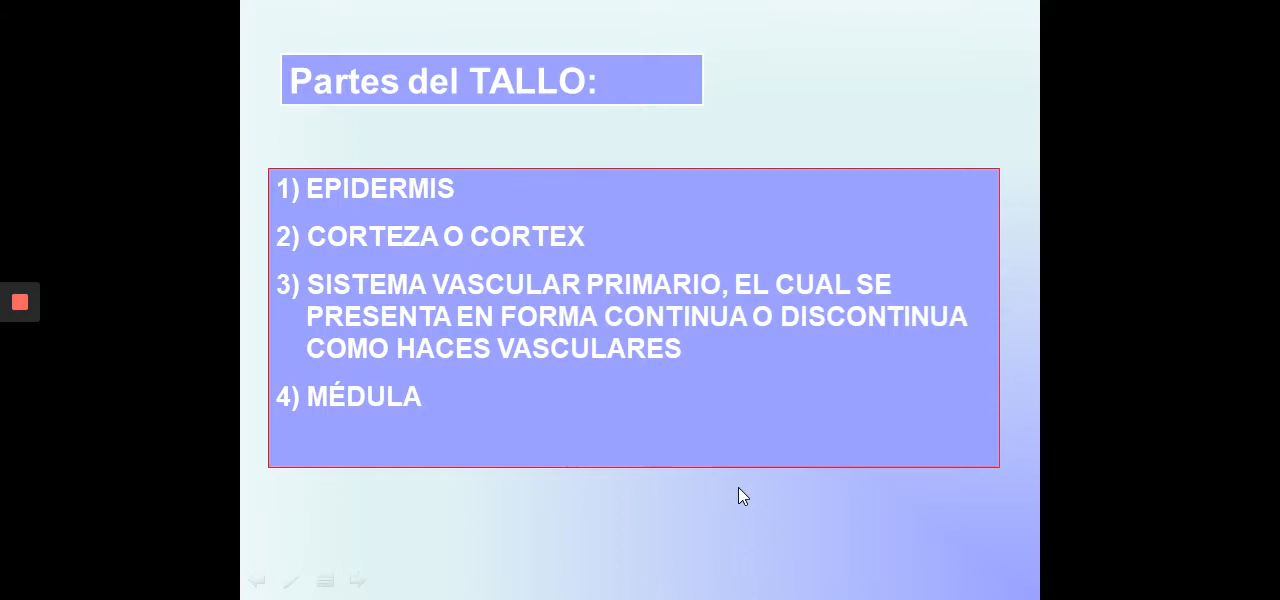 Partes del TALLO:
1) EPIDERMIS
2) CORTEZA O CORTEX
3) SISTEMA VASCULAR PRIMARIO, EL CUAL SE
PRESENTA EN FORMA CONTINUA O DISCONTINUA
COMO HACES VASCULARES
4) MÉDULA